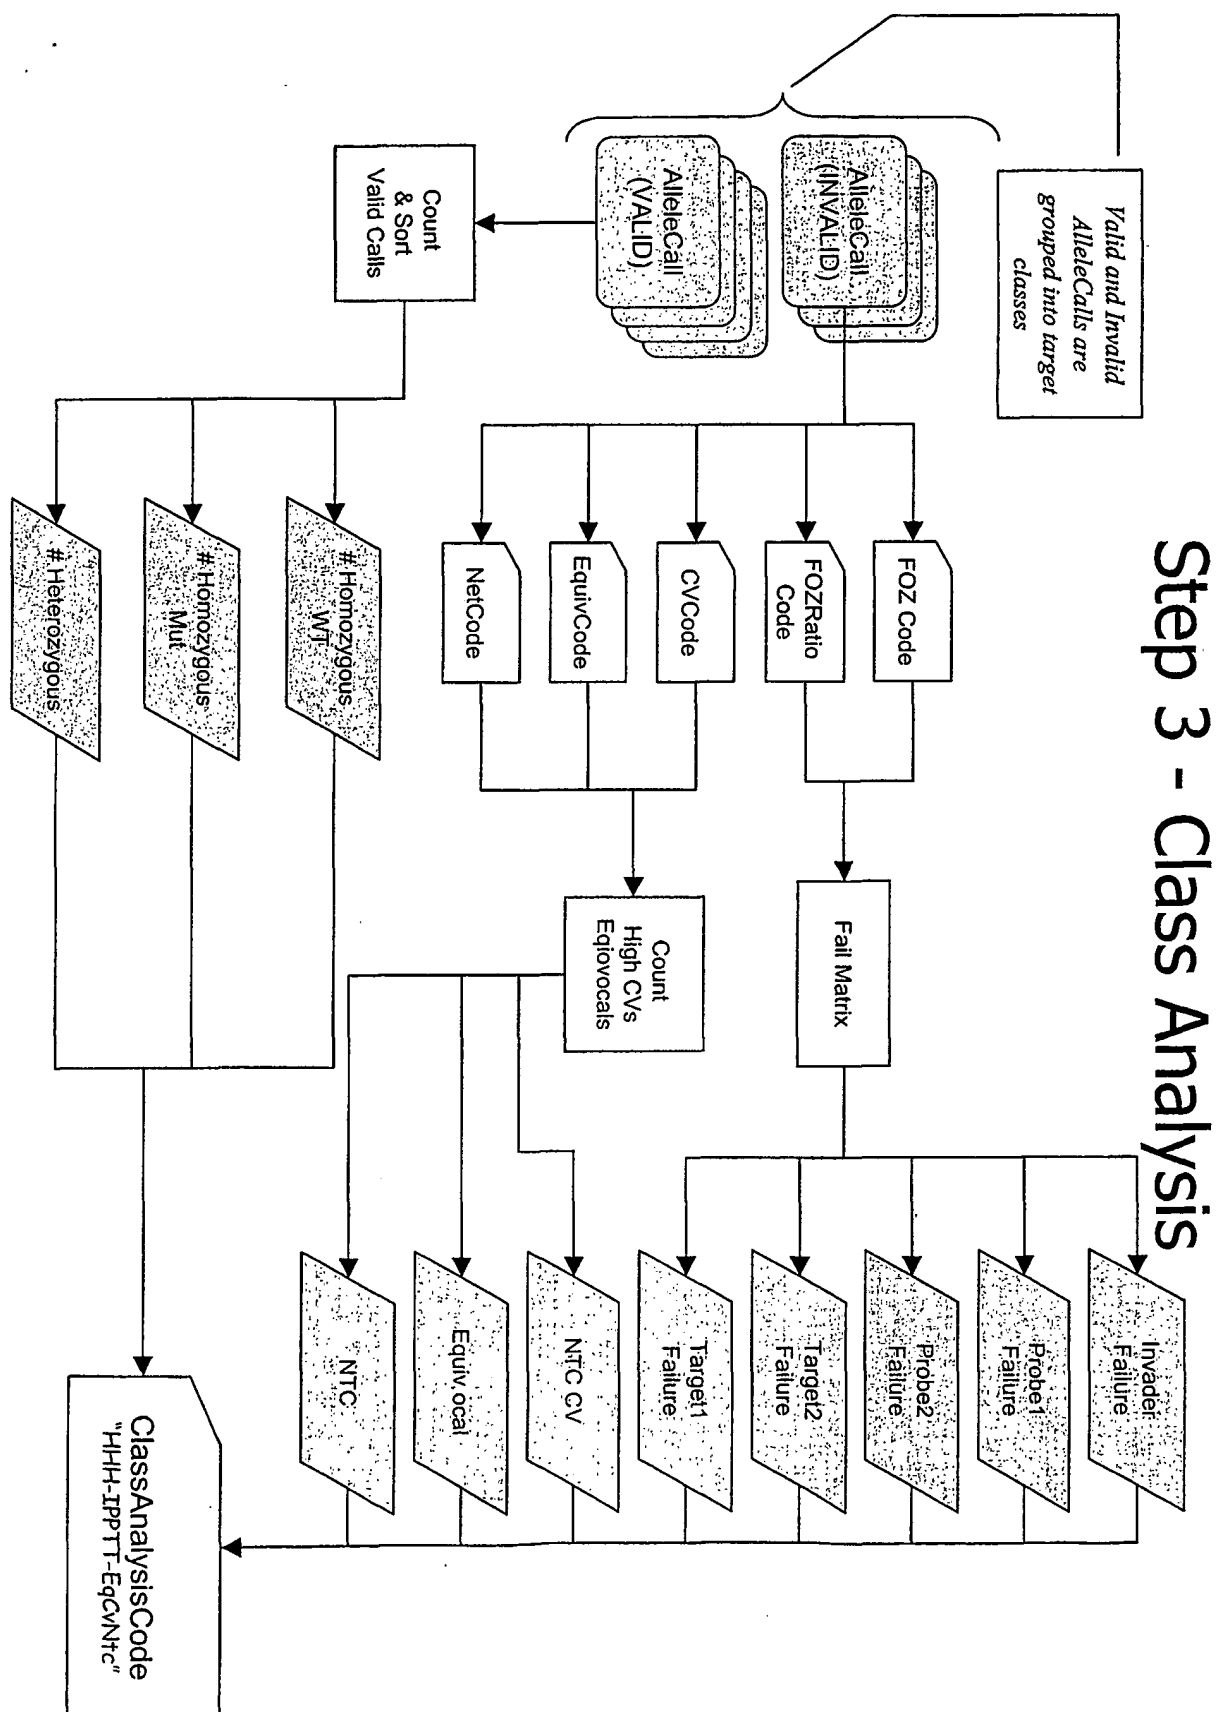 Step 3 - Class Analysis
Valid and Invalid
AlleleCalls are
grouped into target
classes
AlleleCall
(INVALID)
AlleleCall
(VALID)
Count
& Sort
Valid Calls
FOZ Code
FOZRatio
Code
CVCode
EquivCode
NetCode
# Homozygous
WT
# Homozygous
Mut
# Heterozygous
Fail Matrix
Count
High CVs
Eqiovocals
Invader
Failure
Probe1
Failure
Probe2
Failure
Target2
Failure
Target1
Failure
NTC CV
Equiv.ocal
NTC
ClassAnalysisCode
"HHH-IPPTT-EqCvNtc"